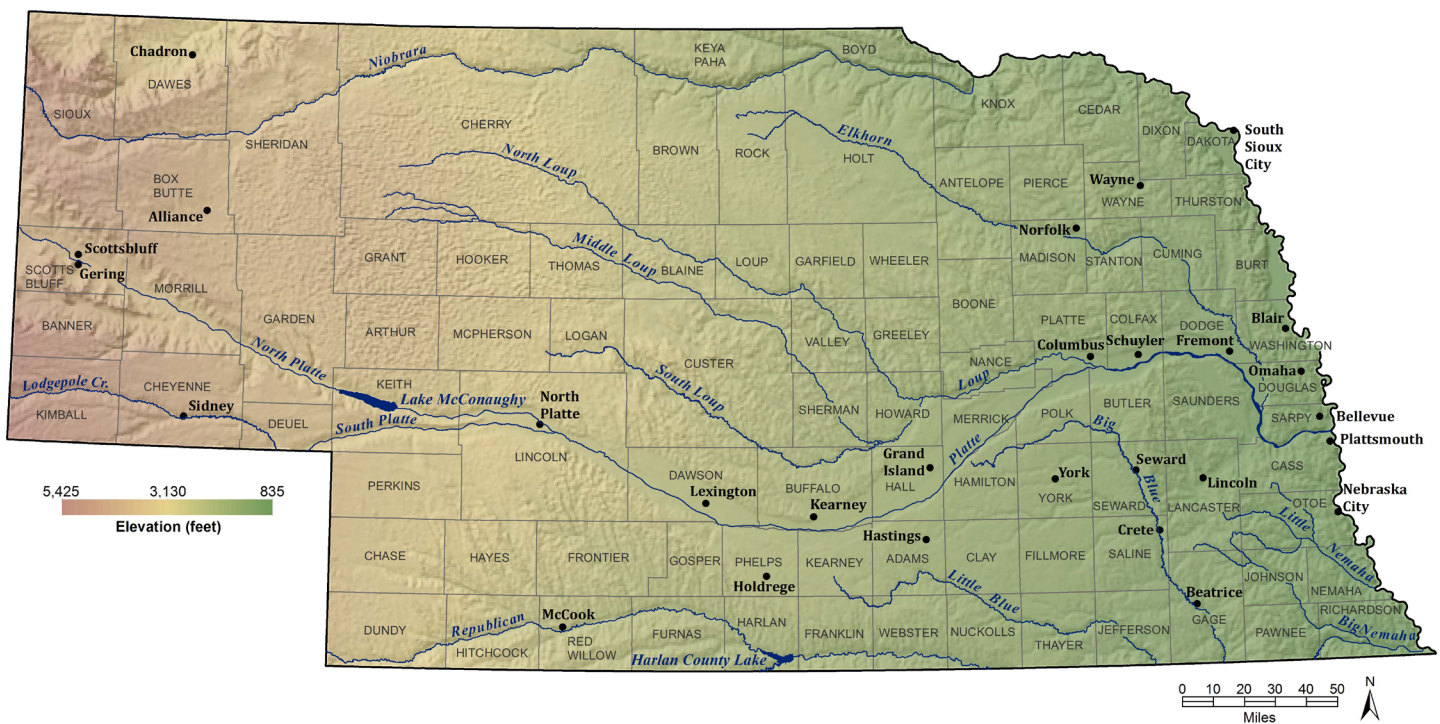 Chadron
DAWES
Niobrara
KEYA
PAHA
BOYD
SIOUX
SHERIDAN
CHERRY
BROWN
ROCK
HOLT
Elkhorn
KNOX
CEDAR
DIXON
DAKOTA
South
Sioux
City
BOX
BUTTE
Alliance
North Loup
ANTELOPE
PIERCE
Wayne
WAYNE
THURSTON
Scottsbluff
Gering
SCOTTS
BLUFF
MORRILL
GARDEN
GRANT
HOOKER
THOMAS
Middle Loup
BLAINE
LOUP
GARFIELD
WHEELER
Norfolk
MADISON
STANTON
CUMING
BURT
BANNER
ARTHUR
MCPHERSON
LOGAN
CUSTER
VALLEY
GREELEY
BOONE
PLATTE
COLFAX
DODGE
Blair
WASHINGTON
North Platte
NANCE
Columbus
Schuyler
Fremont
Omaha
DOUGLAS
Lodgepole Cr.
CHEYENNE
Sidney
KIMBALL
DEUEL
KEITH
Lake McConaughy
South Platte
North
Platte
LINCOLN
South Loup
SHERMAN
HOWARD
Loup
MERRICK
Platte
POLK
BUTLER
SAUNDERS
SARPY
Bellevue
Plattsmouth
5,425
3,130
835
Elevation (feet)
PERKINS
DAWSON
Lexington
BUFFALO
Kearney
Grand
Island
HALL
HAMILTON
York
YORK
Big
Blue
Seward
SEWARD
Lincoln
LANCASTER
CASS
OTOE
Nebraska
City
CHASE
HAYES
FRONTIER
GOSPER
PHELPS
Holdrege
KEARNEY
Hastings
ADAMS
CLAY
FILLMORE
Crete
SALINE
Little
Nemaha
JOHNSON
NEMAHA
DUNDY
Republican
HITCHCOCK
McCook
RED
WILLOW
FURNAS
HARLAN
Harlan County Lake
FRANKLIN
WEBSTER
Little Blue
NUCKOLLS
THAYER
JEFFERSON
Beatrice
GAGE
PAWNEE
RICHARDSON
Big Nemaha
0 10 20 30 40 50
Miles
N